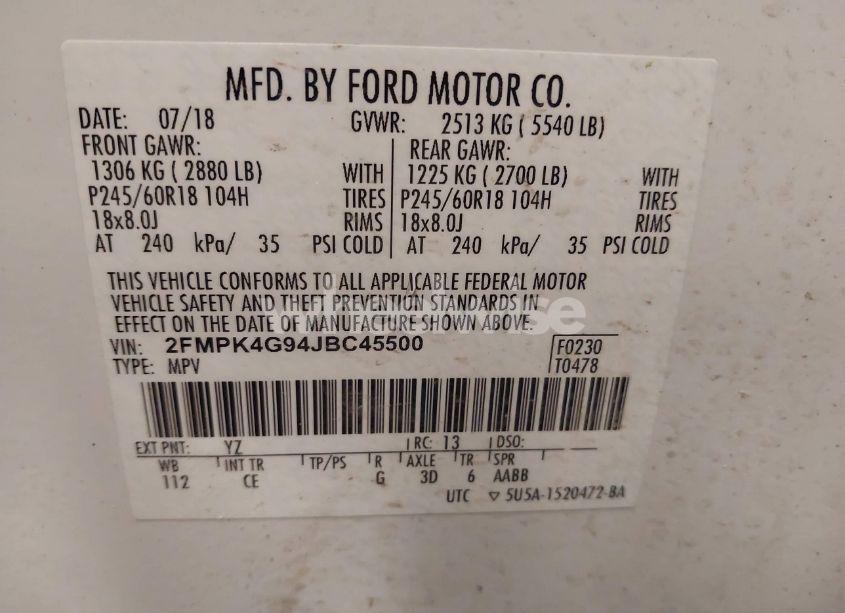 MFD. BY FORD MOTOR CO.
DATE: 07/18 GVWR: 2513 KG ( 5540 LB)
FRONT GAWR: REAR GAWR:
1306 KG ( 2880 LB) WITH 1225 KG ( 2700 LB) WITH
P245/60R18 104H TIRES P245/60R18 104H TIRES
18x8.0J RIMS 18x8.0J RIMS
AT 240 kPa/ 35 PSI COLD AT 240 kPa/ 35 PSI COLD
THIS VEHICLE CONFORMS TO ALL APPLICABLE FEDERAL MOTOR
VEHICLE SAFETY AND THEFT PREVENTION STANDARDS IN
EFFECT ON THE DATE OF MANUFACTURE SHOWN ABOVE.
VIN: 2FMPK4G94JBC45500 F0230
TYPE: MPV T0478
EXT PNT: YZ RC: 13 DSO:
WB INT TR TP/PS R AXLE TR SPR
112 CE G 3D 6 AABB
UTC ▽ 5U5A-1520472-BA